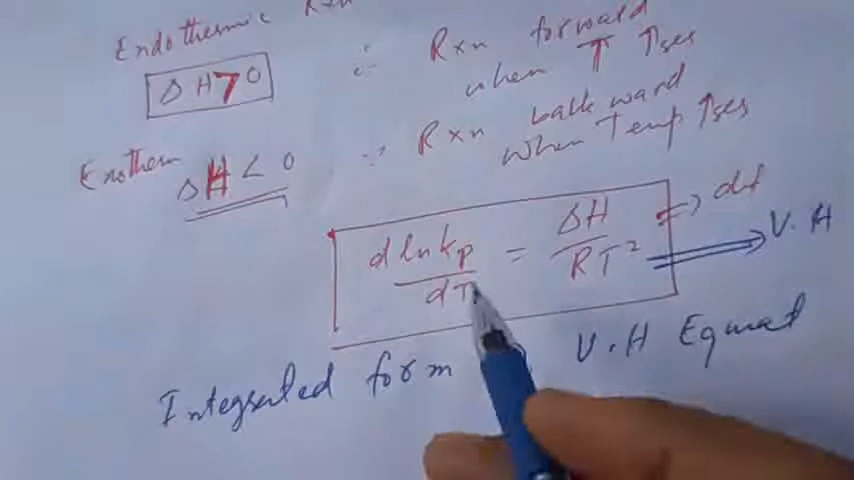 Endothermic Rxn
ΔH>0
∴ Rxn forward
when T ↑ses
Exotherm ΔH < 0
∵ Rxn backward
when Temp ↑ses
d ln Kp / dT = ΔH / RT²
V.H
Integrated form V.H Equat